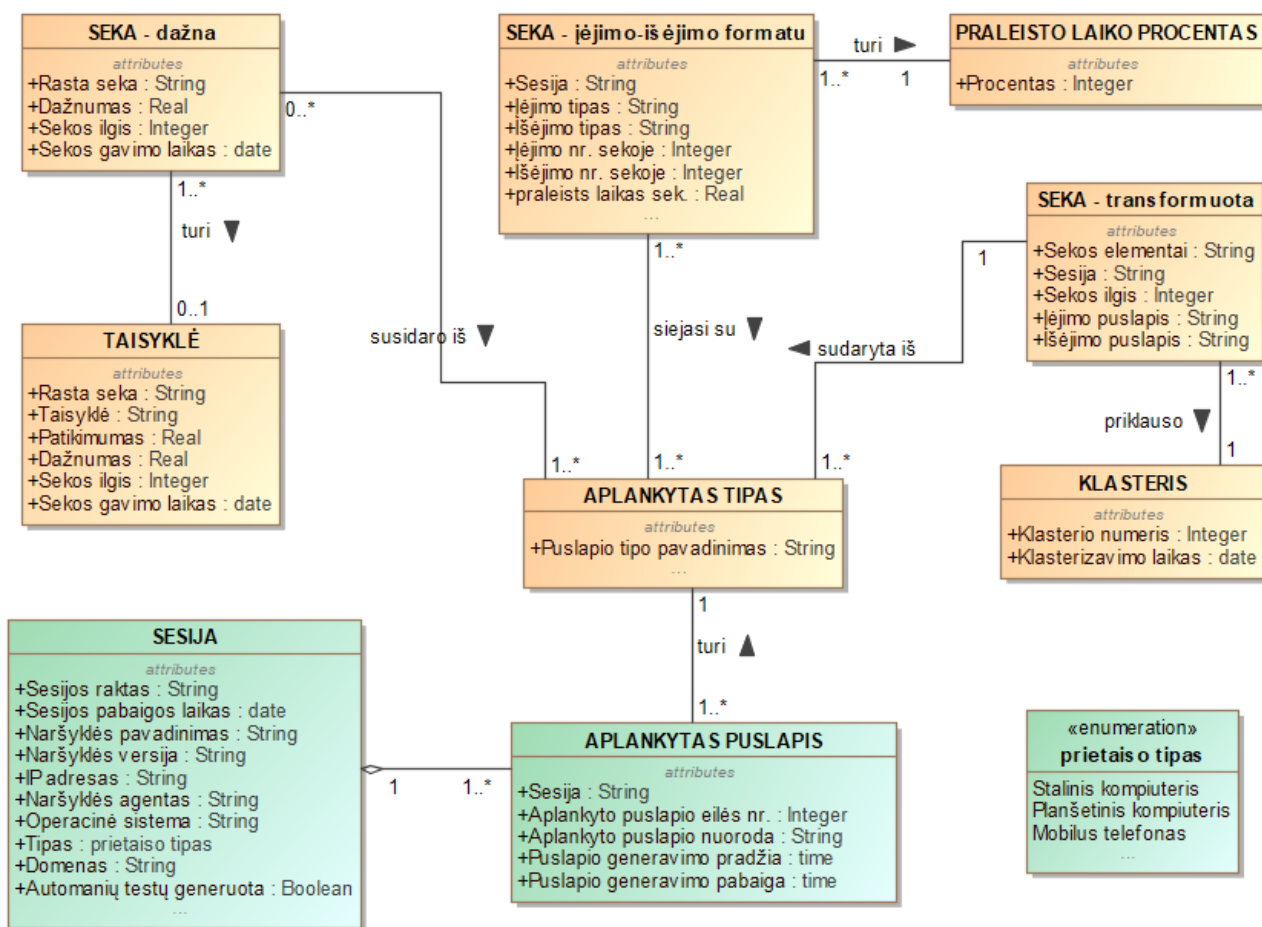 SEKA - dažna
attributes
+Rasta seka : String
+Dažnumas : Real
+Sekos ilgis : Integer
+Sekos gavimo laikas : date
0..*
1..*
turi
0..1
TAISYKLĖ
attributes
+Rasta seka : String
+Taisyklė : String
+Patikimumas : Real
+Dažnumas : Real
+Sekos ilgis : Integer
+Sekos gavimo laikas : date
susidaro iš
1..*
SEKA - įėjimo-išėjimo formatu
attributes
+Sesija : String
+Įėjimo tipas : String
+Išėjimo tipas : String
+Įėjimo nr. sekoje : Integer
+Išėjimo nr. sekoje : Integer
+praleists laikas sek. : Real
...
turi
1..*
1
PRALEISTO LAIKO PROCENTAS
attributes
+Procentas : Integer
1..*
siejasi su
1..*
SEKA - transformuota
attributes
+Sekos elementai : String
+Sesija : String
+Sekos ilgis : Integer
+Įėjimo puslapis : String
+Išėjimo puslapis : String
1
sudaryta iš
1..*
1..*
priklauso
1
KLASTERIS
attributes
+Klasterio numeris : Integer
+Klasterizavimo laikas : date
APLANKYTAS TIPAS
attributes
+Puslapio tipo pavadinimas : String
...
1
turi
1..*
SESIJA
attributes
+Sesijos raktas : String
+Sesijos pabaigos laikas : date
+Naršyklės pavadinimas : String
+Naršyklės versija : String
+IP adresas : String
+Naršyklės agentas : String
+Operacinė sistema : String
+Tipas : prietaiso tipas
+Domenas : String
+Automanių testų generuota : Boolean
...
1
1..*
APLANKYTAS PUSLAPIS
attributes
+Sesija : String
+Aplankyto puslapio eilės nr. : Integer
+Aplankyto puslapio nuoroda : String
+Puslapio generavimo pradžia : time
+Puslapio generavimo pabaiga : time
«enumeration»
prietaiso tipas
Stalinis kompiuteris
Planšetinis kompiuteris
Mobilus telefonas
...